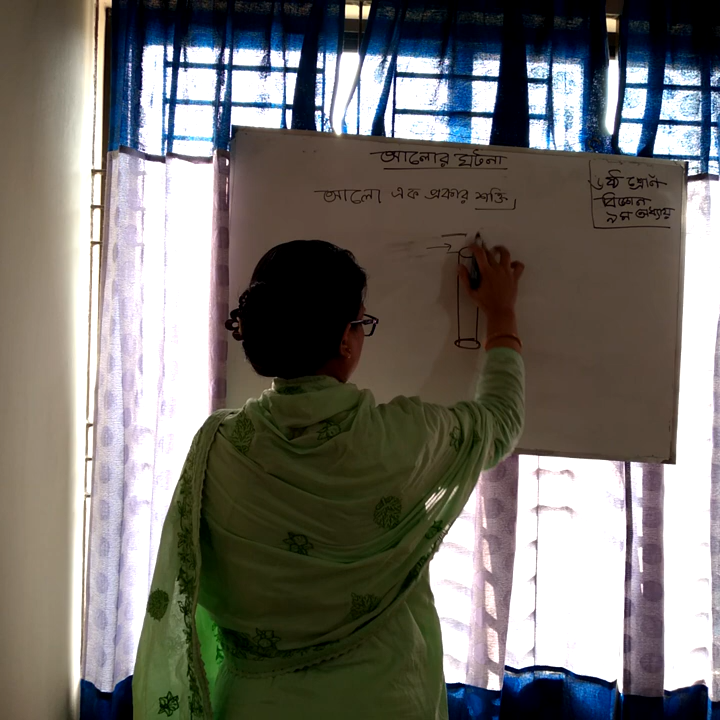 আলোর ঘটনা
আলো এক প্রকার শক্তি
৬ষ্ঠ শ্রেণি
বিজ্ঞান
৯ম অধ্যায়